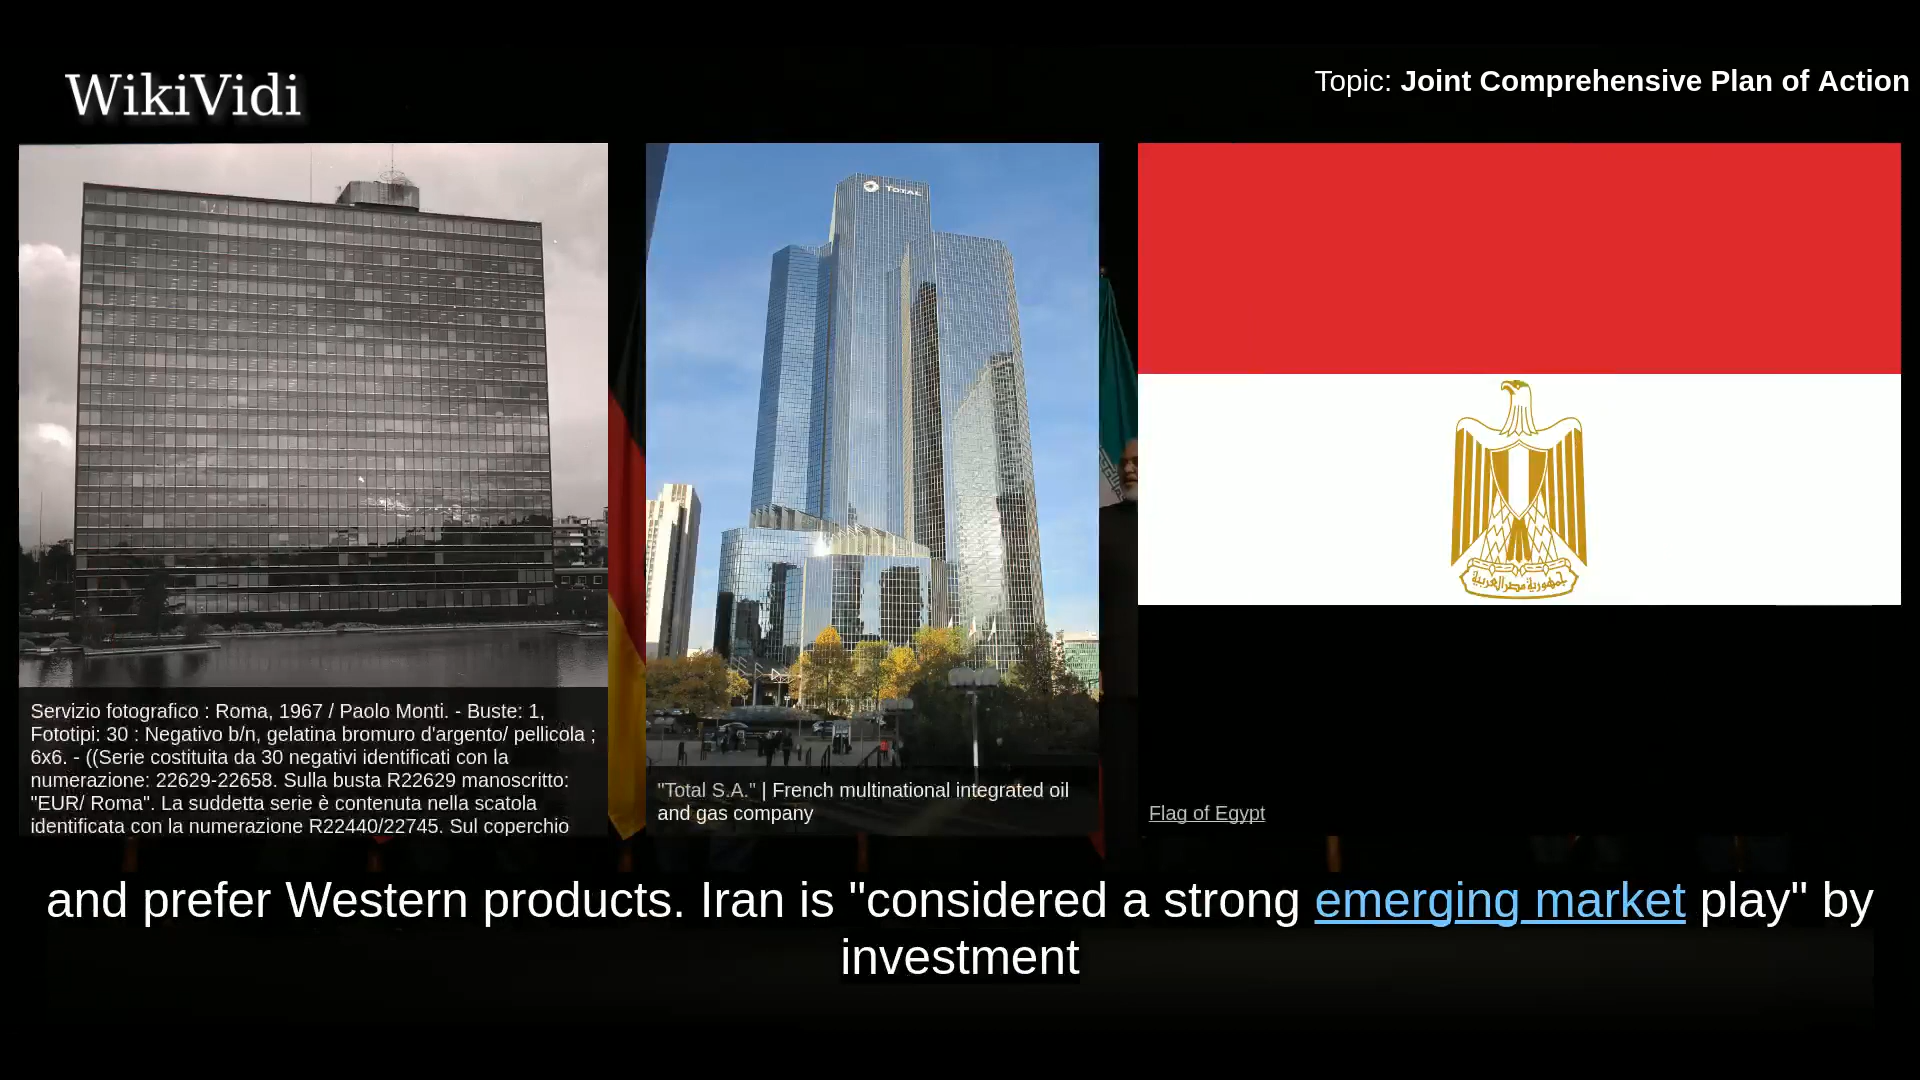 WikiVidi
Topic: Joint Comprehensive Plan of Action
TOTAL
جمهورية مصر العربية
Servizio fotografico : Roma, 1967 / Paolo Monti. - Buste: 1,
Fototipi: 30 : Negativo b/n, gelatina bromuro d'argento/ pellicola ;
6x6. - ((Serie costituita da 30 negativi identificati con la
numerazione: 22629-22658. Sulla busta R22629 manoscritto:
"EUR/ Roma". La suddetta serie è contenuta nella scatola
identificata con la numerazione R22440/22745. Sul coperchio
"Total S.A." | French multinational integrated oil
and gas company
Flag of Egypt
and prefer Western products. Iran is "considered a strong emerging market play" by
investment